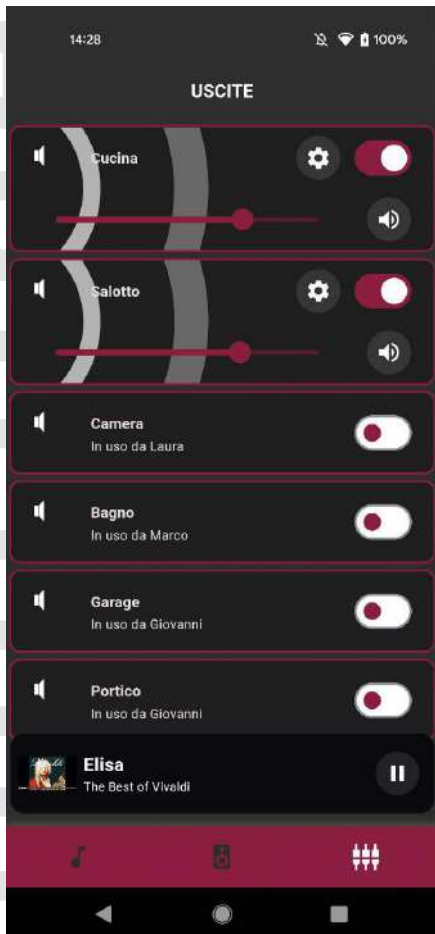 14:28
100%
USCITE
Cucina
Salotto
Camera
In uso da Laura
Bagno
In uso da Marco
Garage
In uso da Giovanni
Portico
In uso da Giovanni
Elisa
The Best of Vivaldi